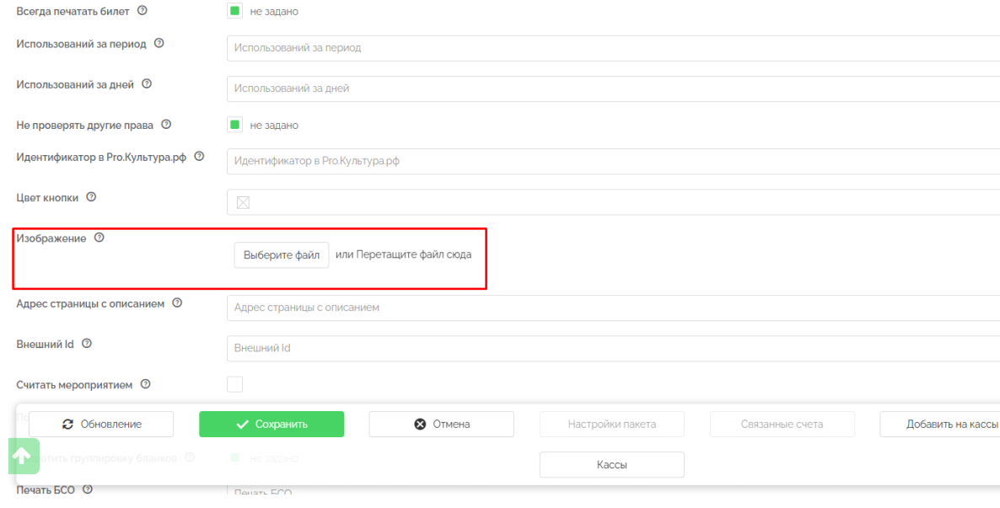 Всегда печатать билет
не задано
Использований за период
Использований за период
Использований за дней
Использований за дней
Не проверять другие права
не задано
Идентификатор в Pro.Культура.рф
Идентификатор в Pro.Культура.рф
Цвет кнопки
Изображение
Выберите файл или Перетащите файл сюда
Адрес страницы с описанием
Адрес страницы с описанием
Внешний Id
Внешний Id
Считать мероприятием
Обновление
Сохранить
Отмена
Настройки пакета
Связанные счета
Добавить на кассы
группировку бланков
не задано
Кассы
Печать БСО
Печать БСО